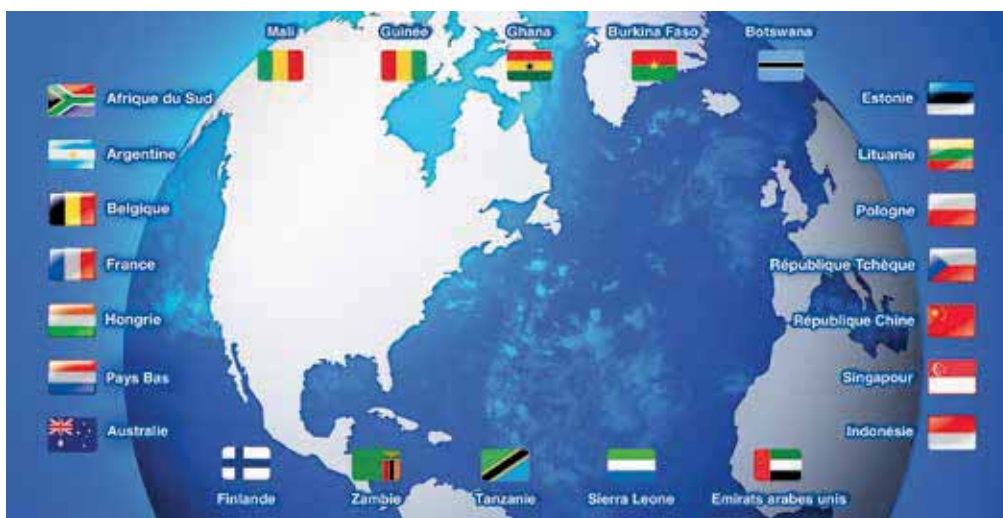 Mali
Guinée
Ghana
Burkina Faso
Botswana
Afrique du Sud
Argentine
Belgique
France
Hongrie
Pays Bas
Australie
Estonie
Lituanie
Pologne
République Tchèque
République Chine
Singapour
Indonésie
Finlande
Zambie
Tanzanie
Sierra Leone
Emirats arabes unis